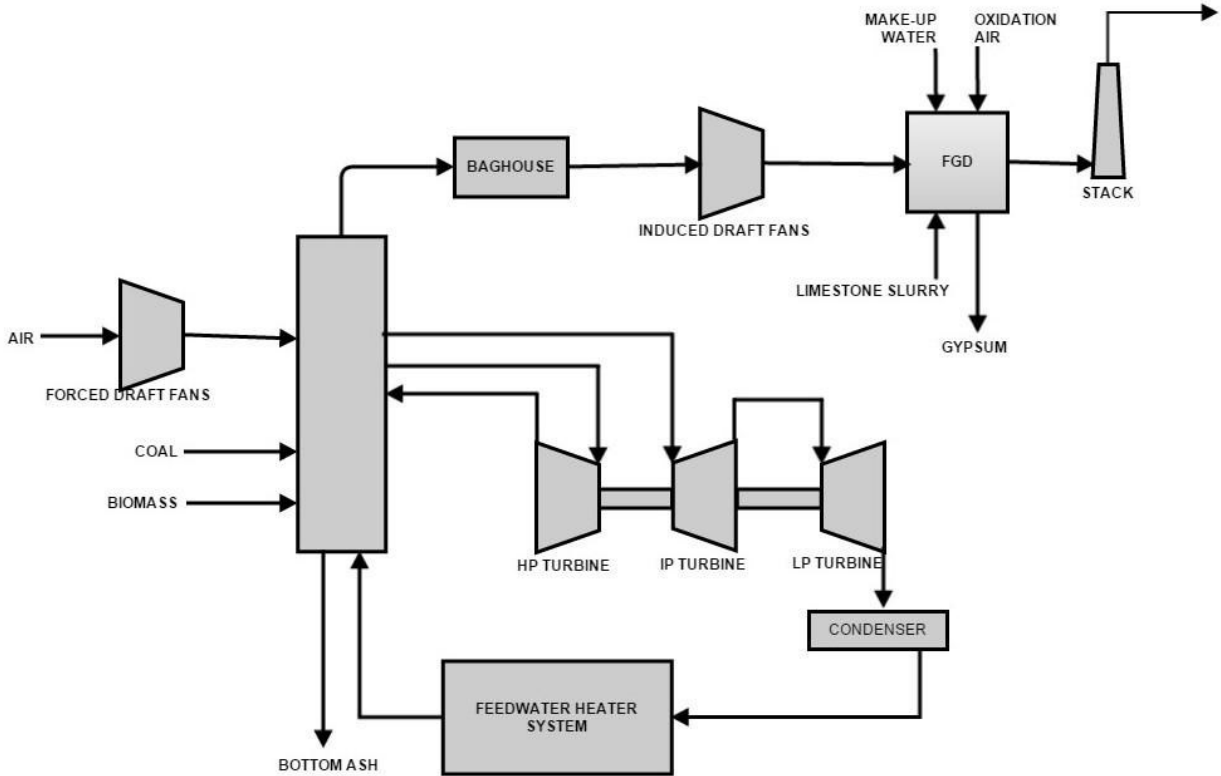 MAKE-UP
WATER
OXIDATION
AIR
BAGHOUSE
FGD
STACK
INDUCED DRAFT FANS
LIMESTONE SLURRY
GYPSUM
AIR
FORCED DRAFT FANS
COAL
BIOMASS
HP TURBINE
IP TURBINE
LP TURBINE
CONDENSER
FEEDWATER HEATER
SYSTEM
BOTTOM ASH